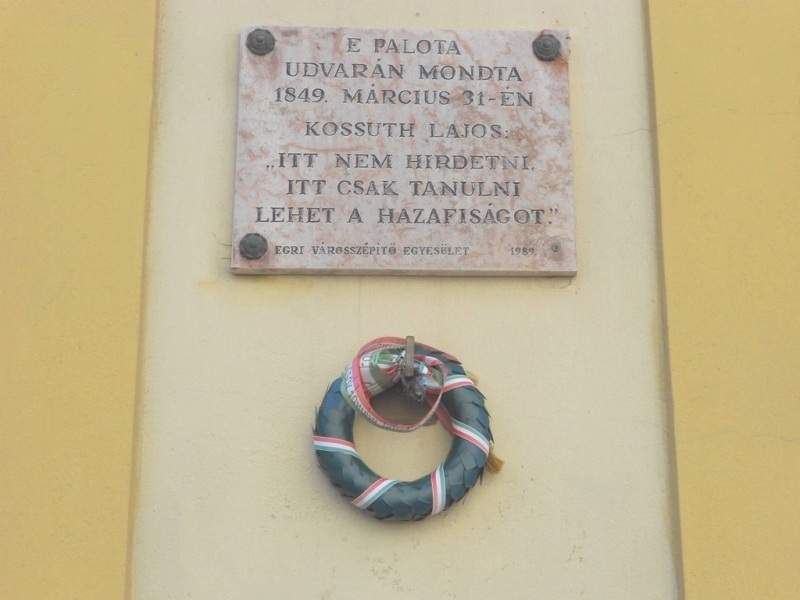 E PALOTA
UDVARÁN MONDTA
1849. MÁRCIUS 31-ÉN
KOSSUTH LAJOS:
„ITT NEM HIRDETNI,
ITT CSAK TANULNI
LEHET A HAZAFISÁGOT."
EGRI VÁROSSZÉPÍTŐ EGYESÜLET 1989.